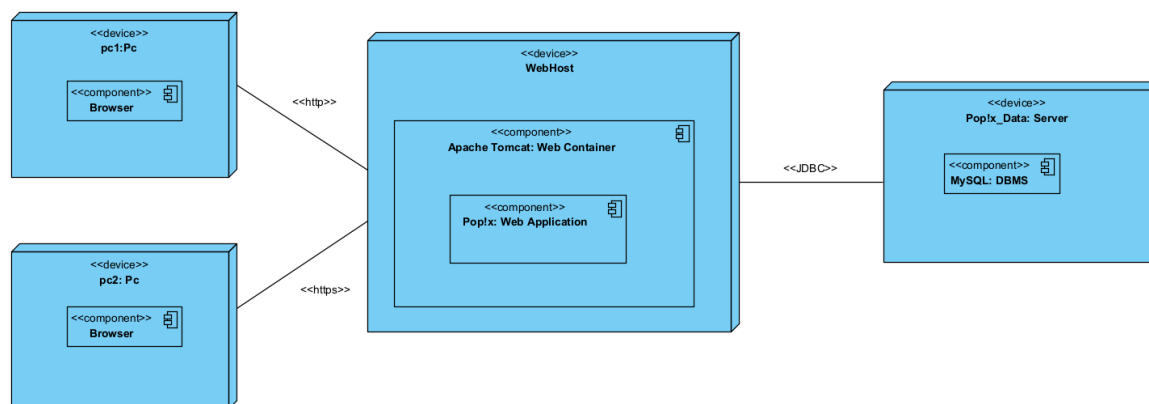 <<device>>
pc1:Pc
<<component>>
Browser
<<http>>
<<device>>
WebHost
<<component>>
Apache Tomcat: Web Container
<<component>>
Pop!x: Web Application
<<JDBC>>
<<device>>
Pop!x_Data: Server
<<component>>
MySQL: DBMS
<<device>>
pc2: Pc
<<component>>
Browser
<<https>>